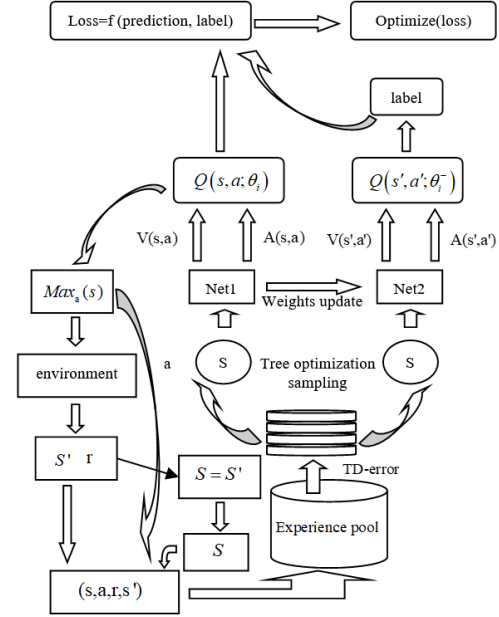 Loss=f (prediction, label)
Optimize(loss)
label
Q(s,a;θᵢ)
Q(s′,a′;θᵢ⁻)
V(s,a)
A(s,a)
V(s',a')
A(s',a')
Maxₐ(s)
Net1
Weights update
Net2
environment
a
S
Tree optimization
sampling
S
S' r
S = S'
TD-error
Experience pool
S
(s,a,r,s')